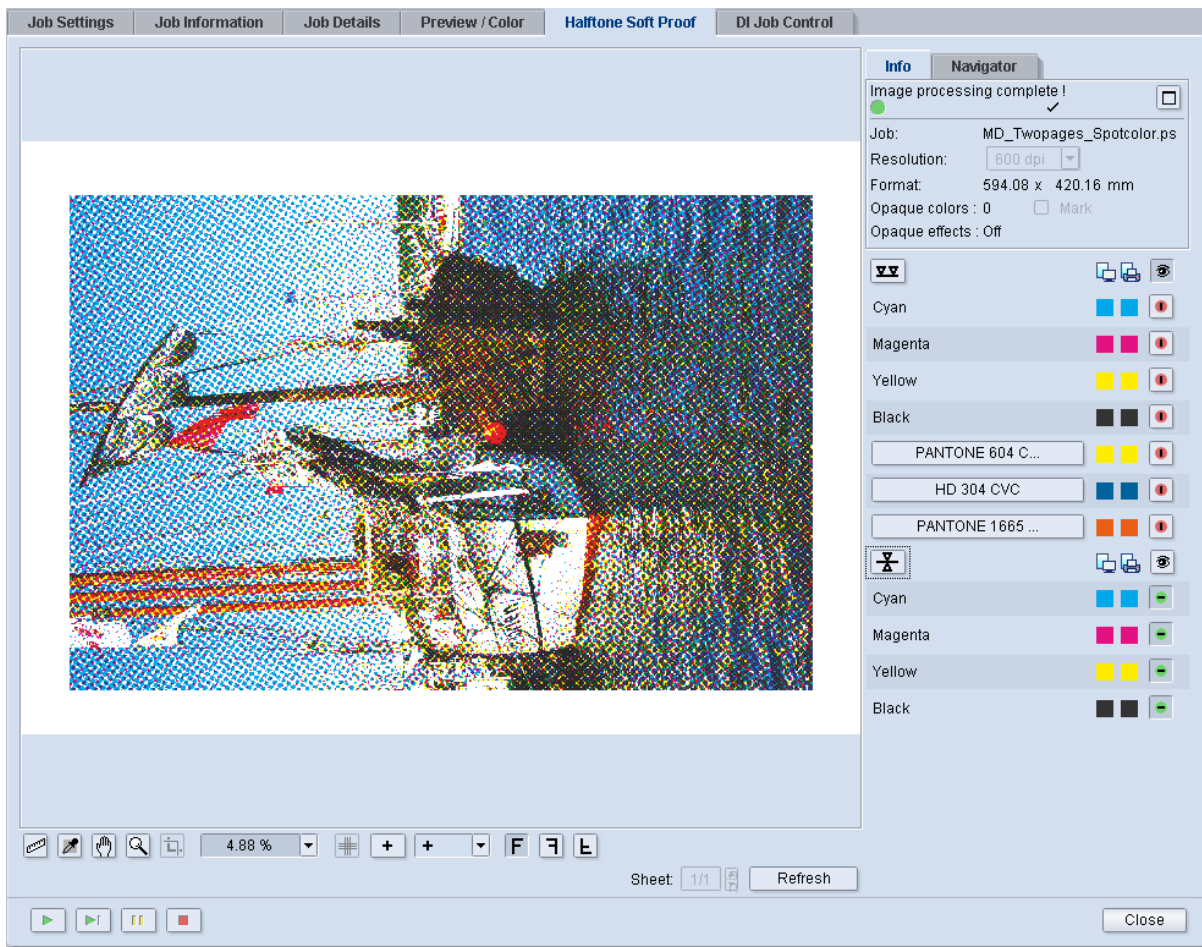 Job Settings
Job Information
Job Details
Preview / Color
Halftone Soft Proof
DI Job Control
Info
Navigator
Image processing complete !
Job: MD_Twopages_Spotcolor.ps
Resolution: 600 dpi
Format: 594.08 x 420.16 mm
Opaque colors : 0 Mark
Opaque effects : Off
Cyan
Magenta
Yellow
Black
PANTONE 604 C...
HD 304 CVC
PANTONE 1665 ...
Cyan
Magenta
Yellow
Black
4.88 %
Sheet: 1/1 Refresh
Close